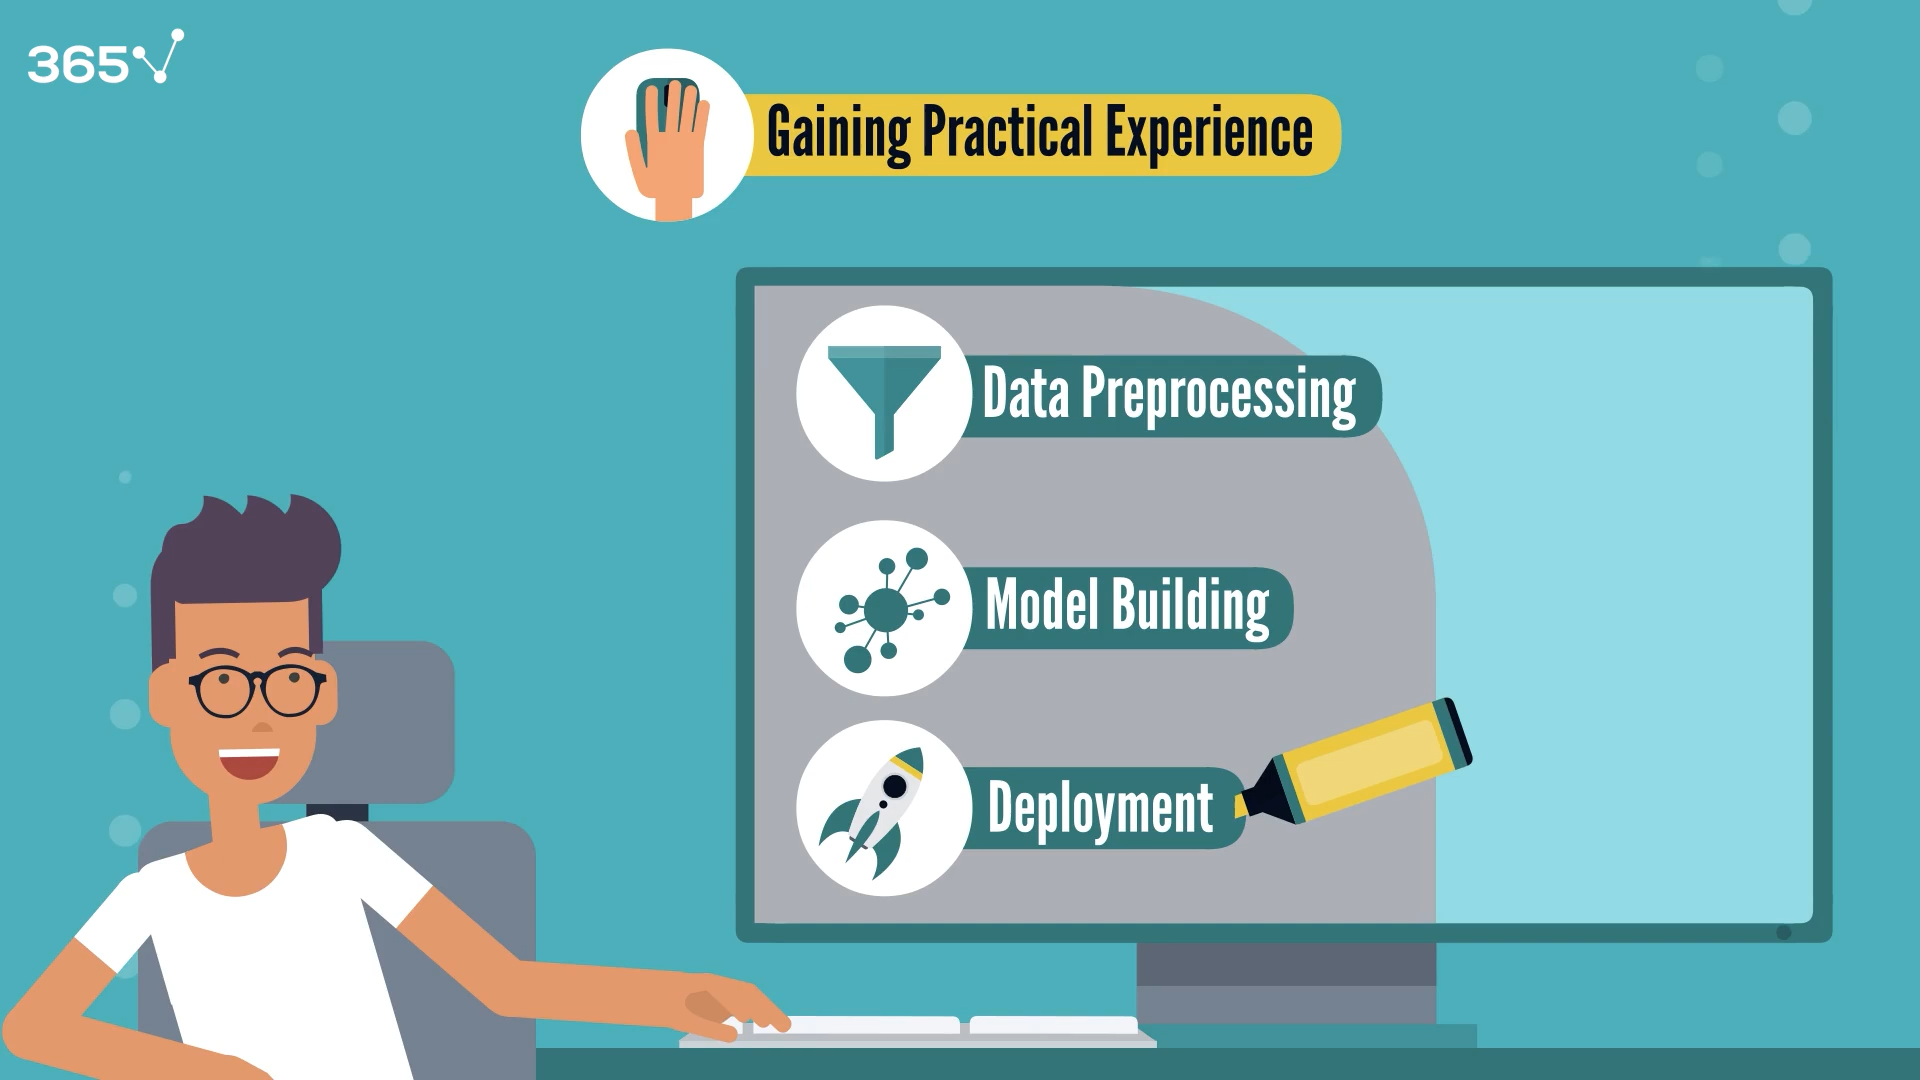 365
Gaining Practical Experience
Data Preprocessing
Model Building
Deployment